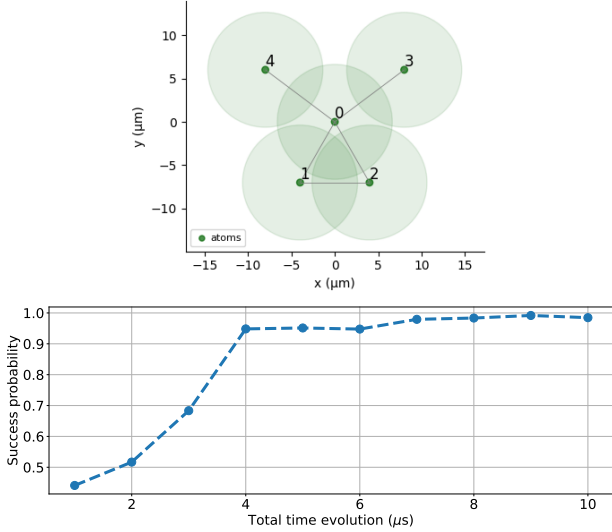 10
5
0
−5
−10
y (μm)
4
3
0
1
2
atoms
−15 −10 −5 0 5 10 15
x (μm)
1.0
0.9
0.8
0.7
0.6
0.5
Success probability
2 4 6 8 10
Total time evolution (μs)